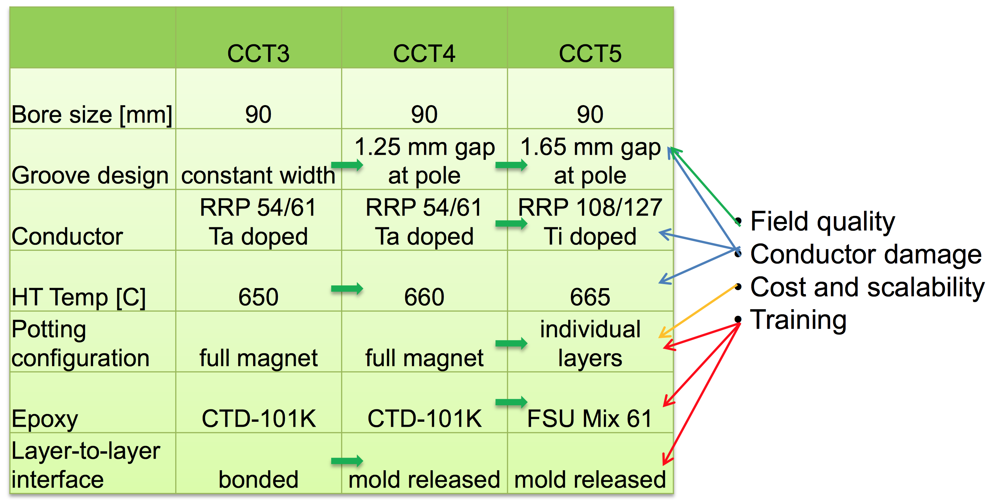 CCT3 CCT4 CCT5
Bore size [mm] 90 90 90
1.25 mm gap 1.65 mm gap
Groove design constant width at pole at pole
RRP 54/61 RRP 54/61 RRP 108/127
Conductor Ta doped Ta doped Ti doped
HT Temp [C] 650 660 665
Potting individual
configuration full magnet full magnet layers
Epoxy CTD-101K CTD-101K FSU Mix 61
Layer-to-layer
interface bonded mold released mold released
• Field quality
• Conductor damage
• Cost and scalability
• Training